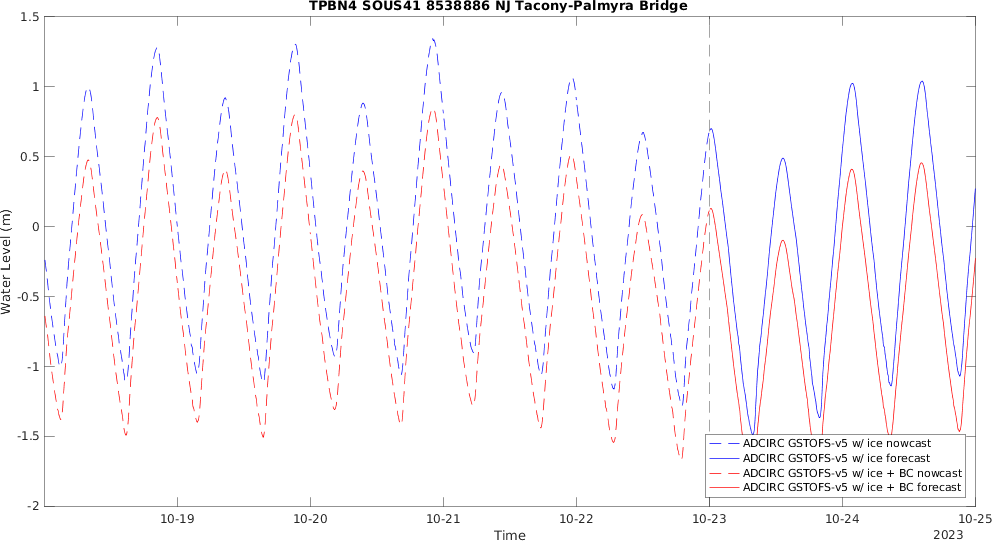 TPBN4 SOUS41 8538886 NJ Tacony-Palmyra Bridge
1.5
1
0.5
0
-0.5
-1
-1.5
-2
Water Level (m)
ADCIRC GSTOFS-v5 w/ ice nowcast
ADCIRC GSTOFS-v5 w/ ice forecast
ADCIRC GSTOFS-v5 w/ ice + BC nowcast
ADCIRC GSTOFS-v5 w/ ice + BC forecast
10-19 10-20 10-21 10-22 10-23 10-24 10-25
Time
2023